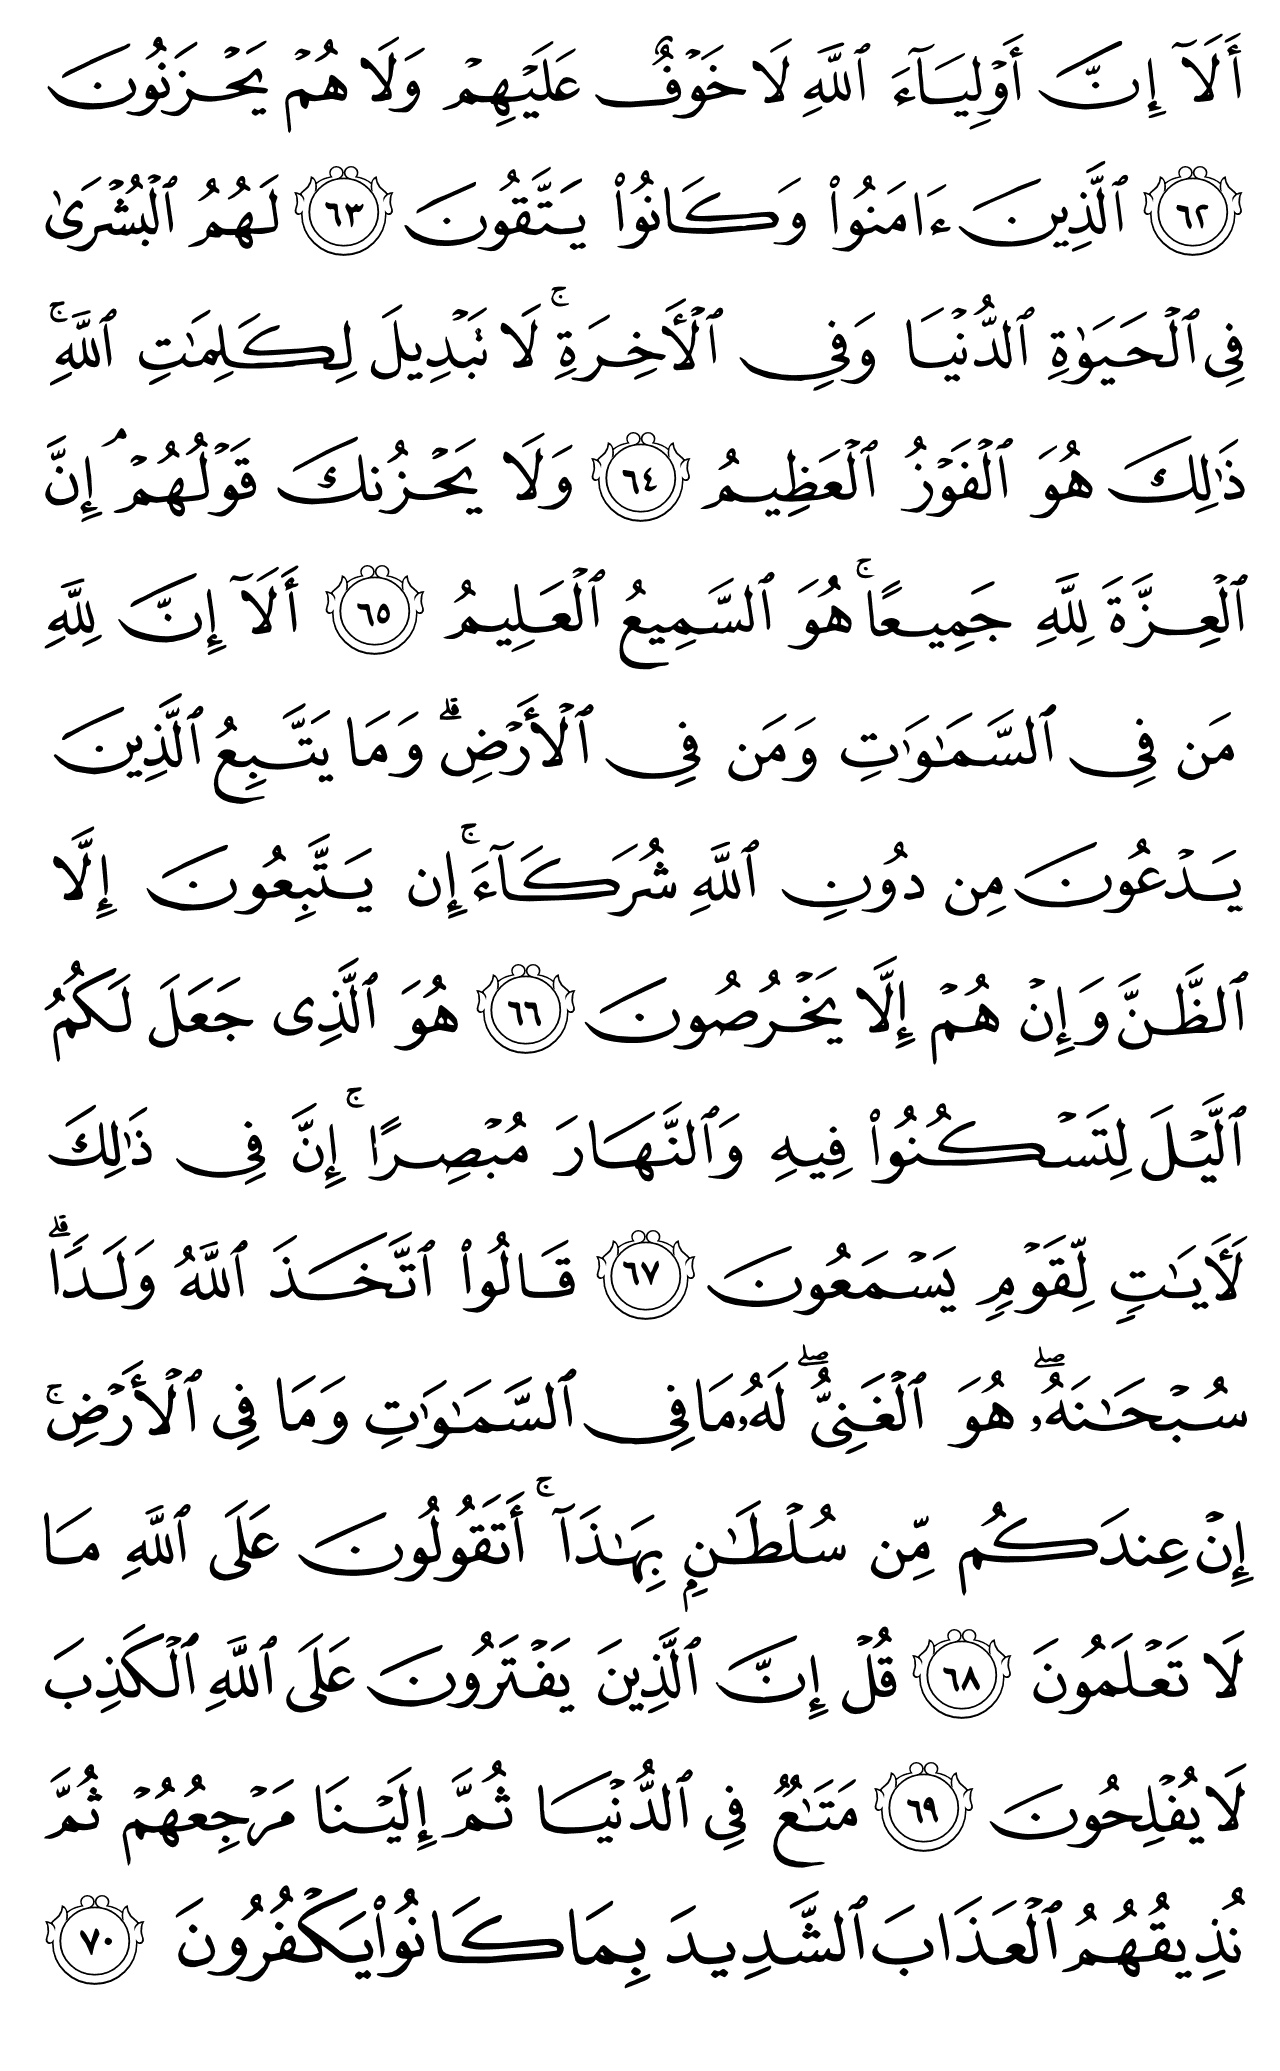 أَلَآ إِنَّ أَوْلِيَآءَ ٱللَّهِ لَا خَوْفٌ عَلَيْهِمْ وَلَا هُمْ يَحْزَنُونَ
٦٢ ٱلَّذِينَ ءَامَنُوا۟ وَكَانُوا۟ يَتَّقُونَ ٦٣ لَهُمُ ٱلْبُشْرَىٰ
فِى ٱلْحَيَوٰةِ ٱلدُّنْيَا وَفِى ٱلْأَخِرَةِ ۚ لَا نَبْدِيلَ لِكَلِمَٰتِ ٱللَّهِ ۚ
ذَٰلِكَ هُوَ ٱلْفَوْزُ ٱلْعَظِيمُ ٦٤ وَلَا يَحْزُنكَ قَوْلُهُمْ ۘ إِنَّ
ٱلْعِزَّةَ لِلَّهِ جَمِيعًا ۚ هُوَ ٱلسَّمِيعُ ٱلْعَلِيمُ ٦٥ أَلَآ إِنَّ لِلَّهِ
مَن فِى ٱلسَّمَٰوَٰتِ وَمَن فِى ٱلْأَرْضِ ۗ وَمَا يَتَّبِعُ ٱلَّذِينَ
يَدْعُونَ مِن دُونِ ٱللَّهِ شُرَكَآءَ ۚ إِن يَتَّبِعُونَ إِلَّا
ٱلظَّنَّ وَإِنْ هُمْ إِلَّا يَخْرُصُونَ ٦٦ هُوَ ٱلَّذِى جَعَلَ لَكُمُ
ٱلَّيْلَ لِتَسْكُنُوا۟ فِيهِ وَٱلنَّهَارَ مُبْصِرًا ۚ إِنَّ فِى ذَٰلِكَ
لَأَيَٰتٍ لِّقَوْمٍ يَسْمَعُونَ ٦٧ قَالُوا۟ ٱتَّخَذَ ٱللَّهُ وَلَدًا ۗ
سُبْحَٰنَهُۥ ۖ هُوَ ٱلْغَنِىُّ ۖ لَهُۥ مَا فِى ٱلسَّمَٰوَٰتِ وَمَا فِى ٱلْأَرْضِ ۚ
إِنْ عِندَكُم مِّن سُلْطَٰنٍۭ بِهَٰذَآ ۚ أَتَقُولُونَ عَلَى ٱللَّهِ مَا
لَا تَعْلَمُونَ ٦٨ قُلْ إِنَّ ٱلَّذِينَ يَفْتَرُونَ عَلَى ٱللَّهِ ٱلْكَذِبَ
لَا يُفْلِحُونَ ٦٩ مَتَٰعٌ فِى ٱلدُّنْيَا ثُمَّ إِلَيْنَا مَرْجِعُهُمْ ثُمَّ
نُذِيقُهُمُ ٱلْعَذَابَ ٱلشَّدِيدَ بِمَا كَانُوا۟ يَكْفُرُونَ ٧٠